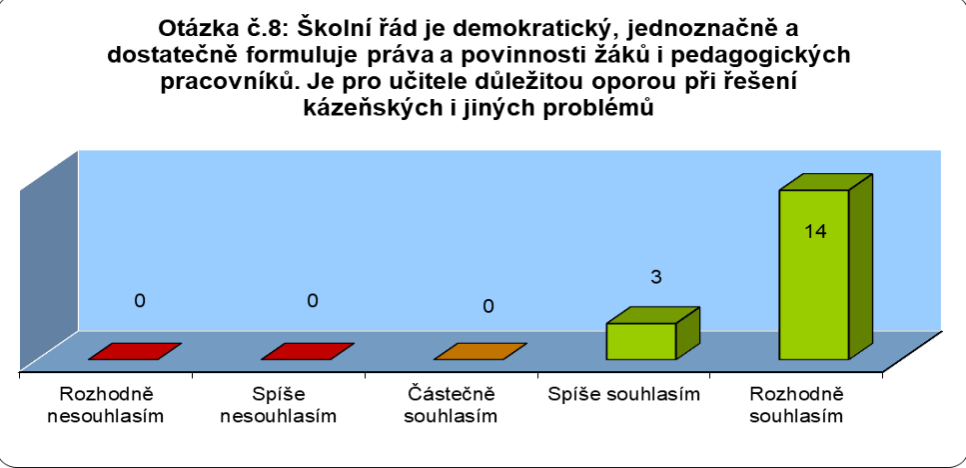 Otázka č.8: Školní řád je demokratický, jednoznačně a
dostatečně formuluje práva a povinnosti žáků i pedagogických
pracovníků. Je pro učitele důležitou oporou při řešení
kázeňských i jiných problémů
0
0
0
3
14
Rozhodně
nesouhlasím
Spíše
nesouhlasím
Částečně
souhlasím
Spíše souhlasím
Rozhodně
souhlasím